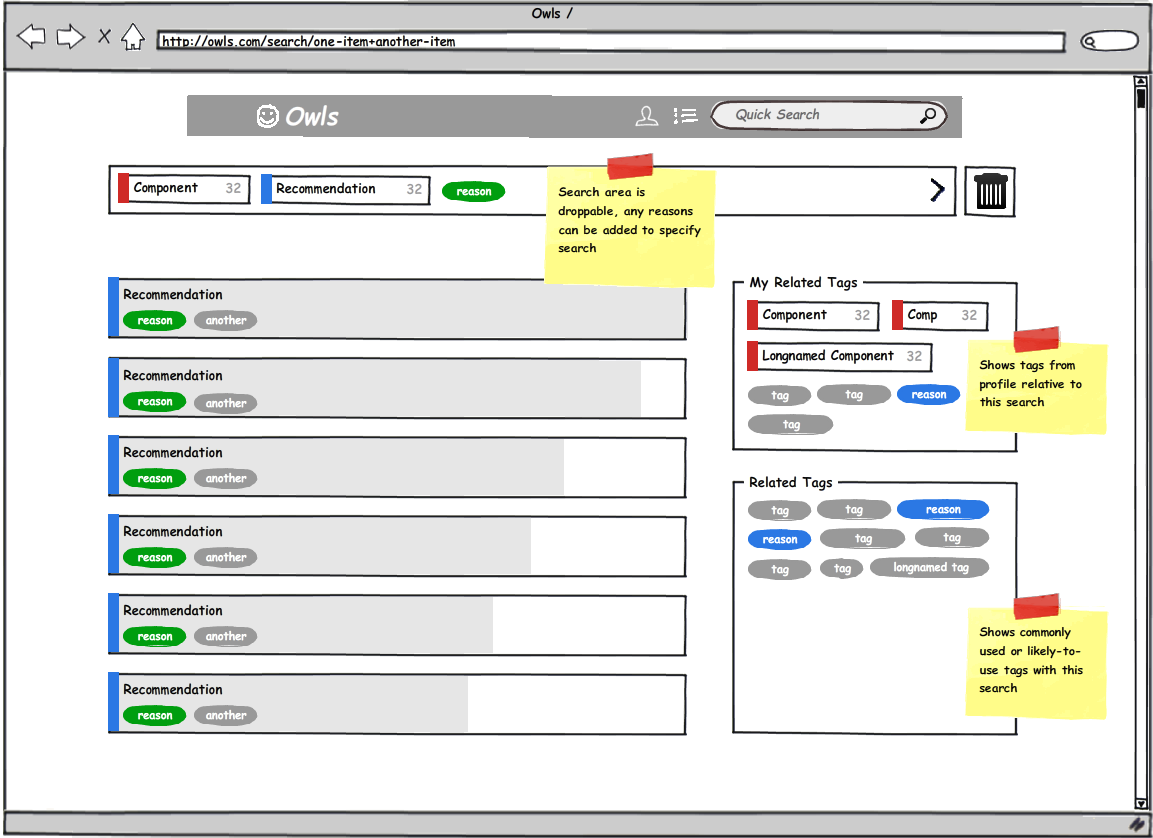 Owls /
http://owls.com/search/one-item+another-item
Owls
Quick Search
Component 32
Recommendation 32
reason
Search area is
droppable, any reasons
can be added to specify
search
Recommendation
reason another
Recommendation
reason another
Recommendation
reason another
Recommendation
reason another
Recommendation
reason another
Recommendation
reason another
My Related Tags
Component 32 Comp 32
Longnamed Component 32
tag tag reason
tag
Shows tags from
profile relative to
this search
Related Tags
tag tag reason
reason tag tag
tag tag longnamed tag
Shows commonly
used or likely-to-
use tags with this
search